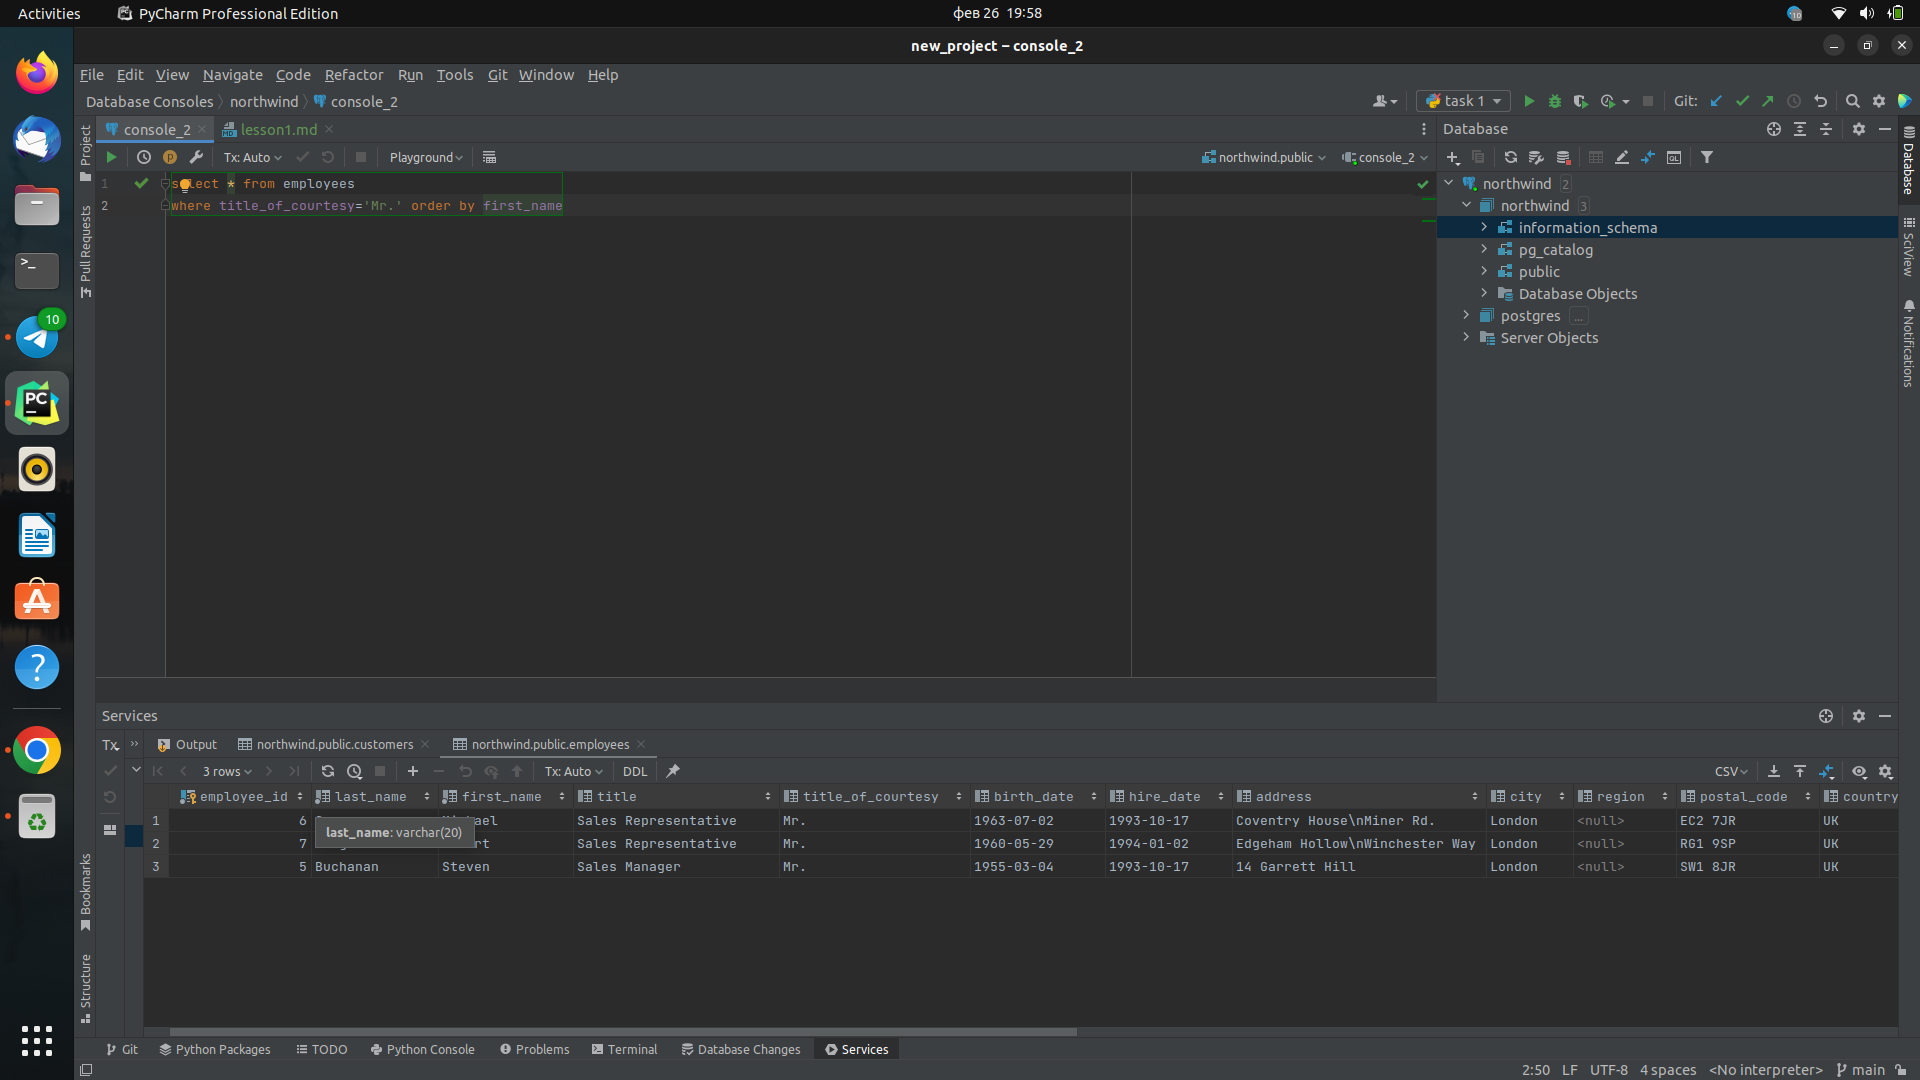 Activities
PyCharm Professional Edition
фев 26 19:58
10
new_project – console_2
File Edit View Navigate Code Refactor Run Tools Git Window Help
Database Consoles northwind console_2
task 1
Git:
console_2
lesson1.md
Database
Tx: Auto
Playground
northwind.public
console_2
1 select * from employees
2 where title_of_courtesy='Mr.' order by first_name
northwind 2
northwind 3
information_schema
pg_catalog
public
Database Objects
postgres ...
Server Objects
Project
Pull Requests
Bookmarks
Structure
Database
SciView
Notifications
10
PC
Services
Tx
Output
northwind.public.customers
northwind.public.employees
3 rows
Tx: Auto
DDL
CSV
employee_id last_name first_name title title_of_courtesy birth_date hire_date address city region postal_code country
1 6 Sales Representative Mr. 1963-07-02 1993-10-17 Coventry House\nMiner Rd. London <null> EC2 7JR UK
last_name: varchar(20)
2 7 Sales Representative Mr. 1960-05-29 1994-01-02 Edgeham Hollow\nWinchester Way London <null> RG1 9SP UK
3 5 Buchanan Steven Sales Manager Mr. 1955-03-04 1993-10-17 14 Garrett Hill London <null> SW1 8JR UK
Git
Python Packages
TODO
Python Console
Problems
Terminal
Database Changes
Services
2:50 LF UTF-8 4 spaces <No interpreter> main